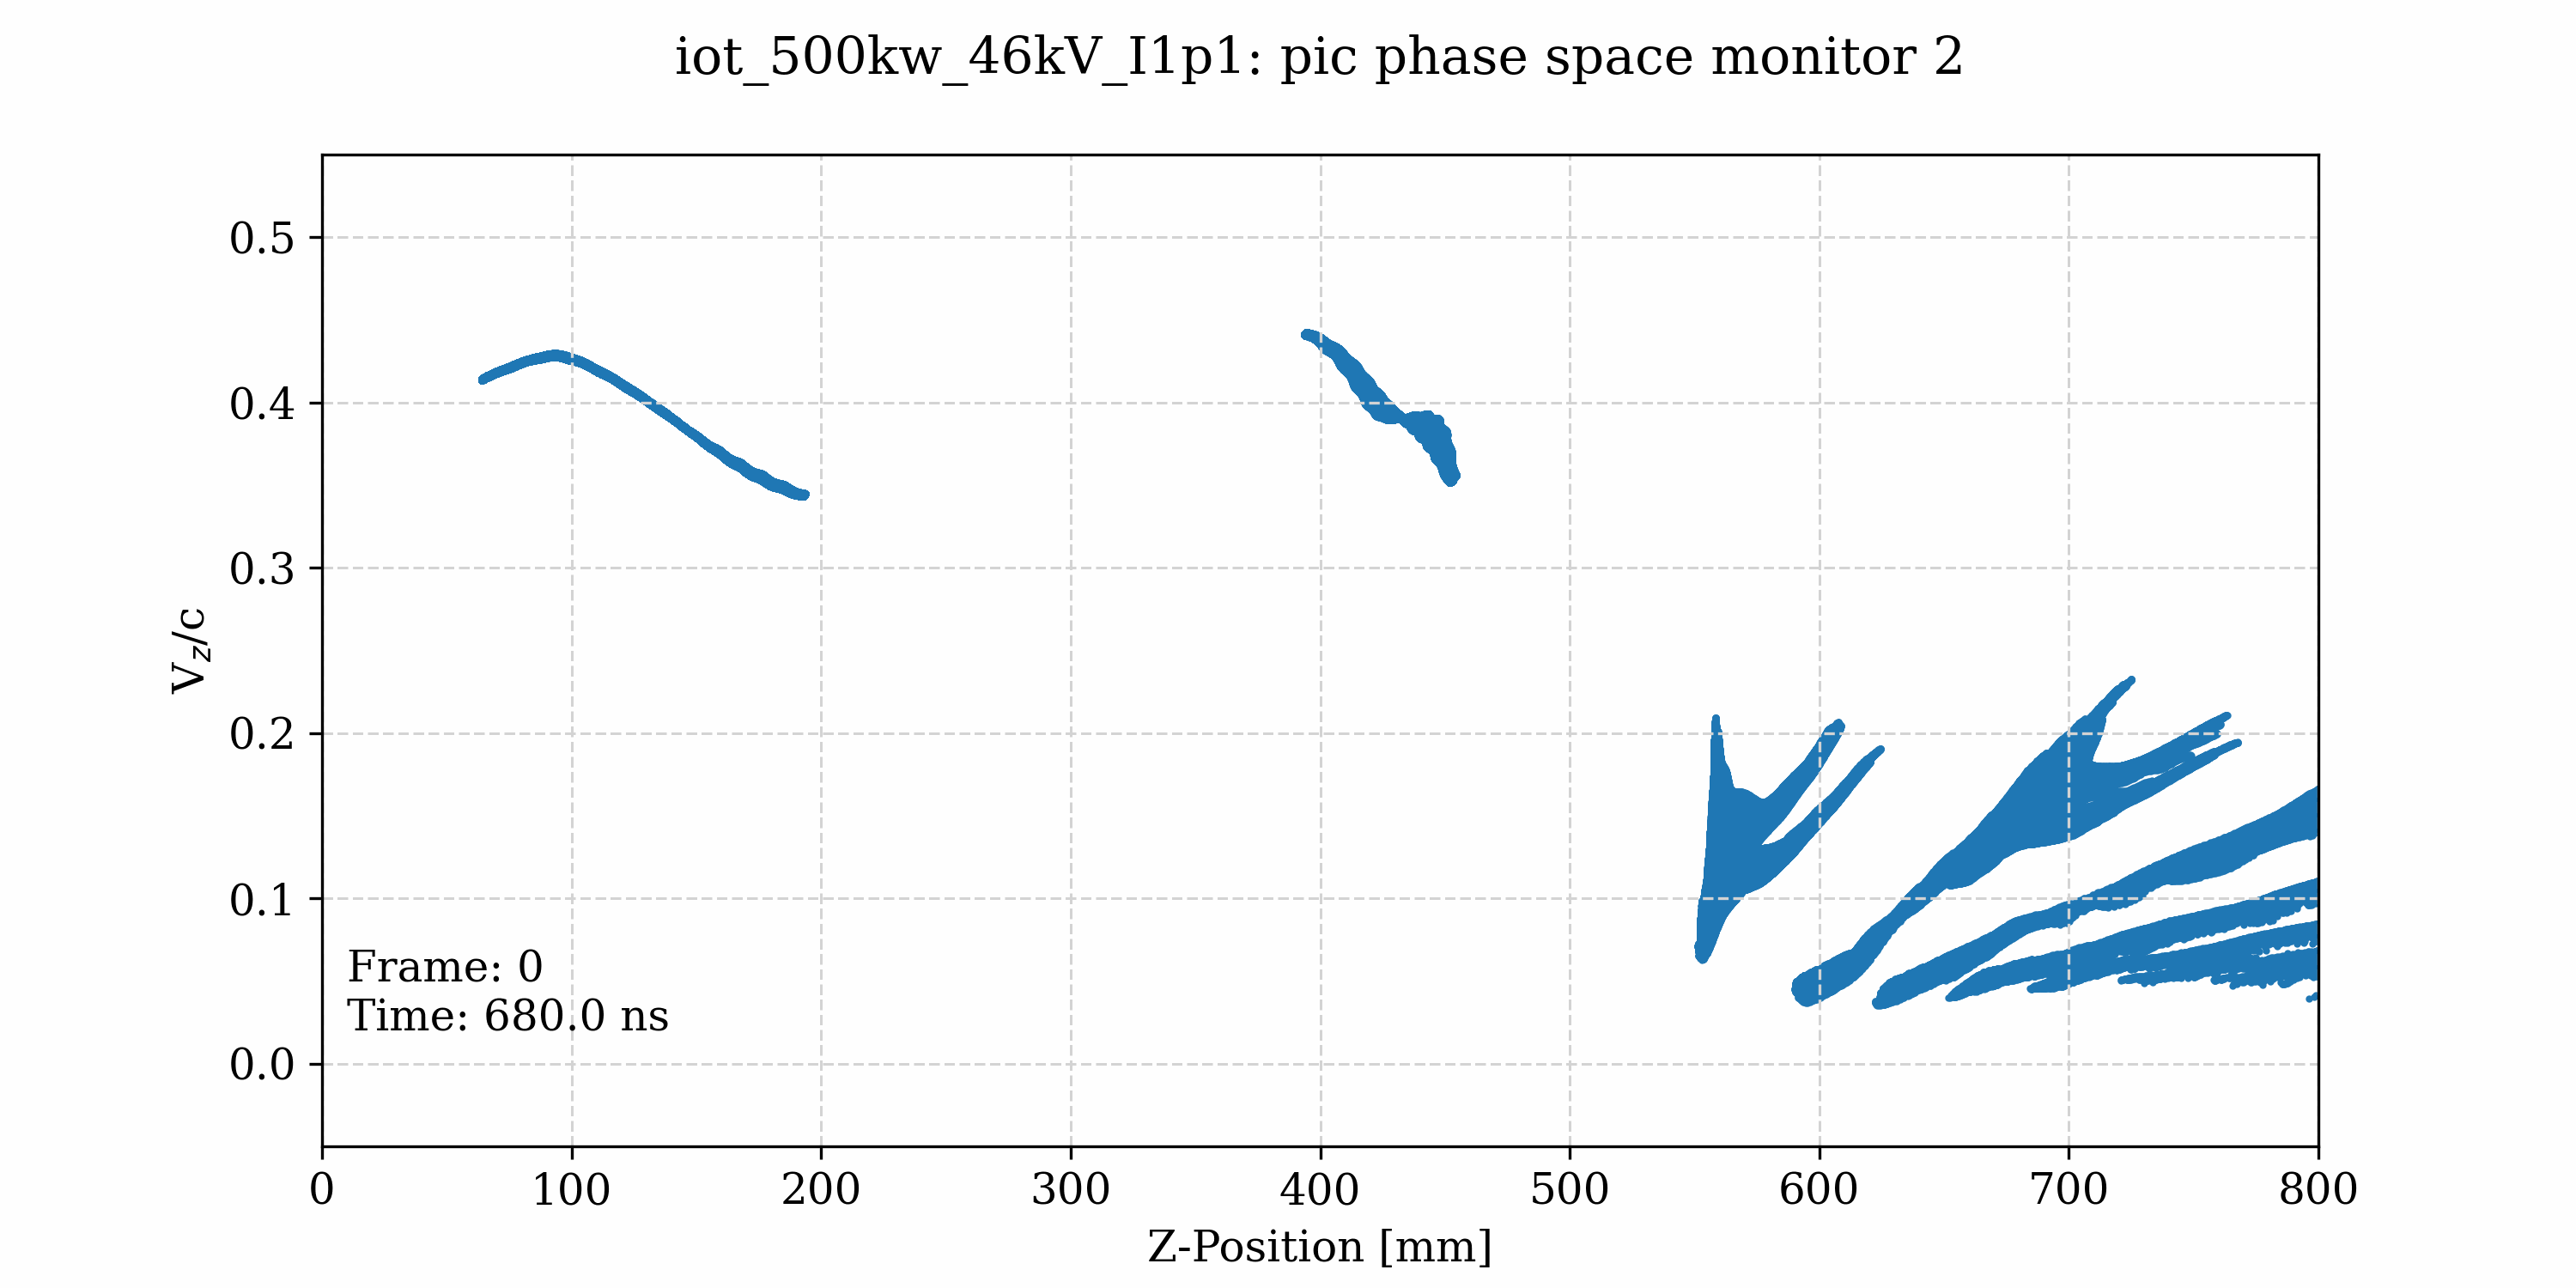 iot_500kw_46kV_I1p1: pic phase space monitor 2
0.5
0.4
0.3
0.2
0.1
0.0
V_z/c
Frame: 0
Time: 680.0 ns
0 100 200 300 400 500 600 700 800
Z-Position [mm]